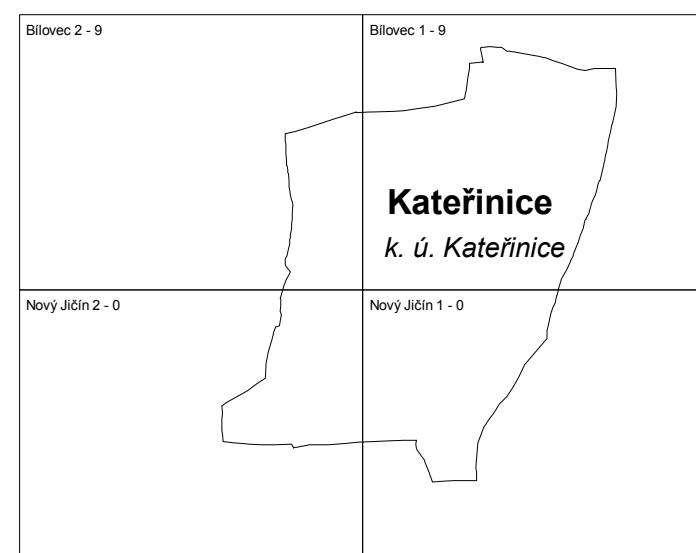 Bílovec 2 - 9
Bílovec 1 - 9
Kateřinice
k. ú. Kateřinice
Nový Jičín 2 - 0
Nový Jičín 1 - 0